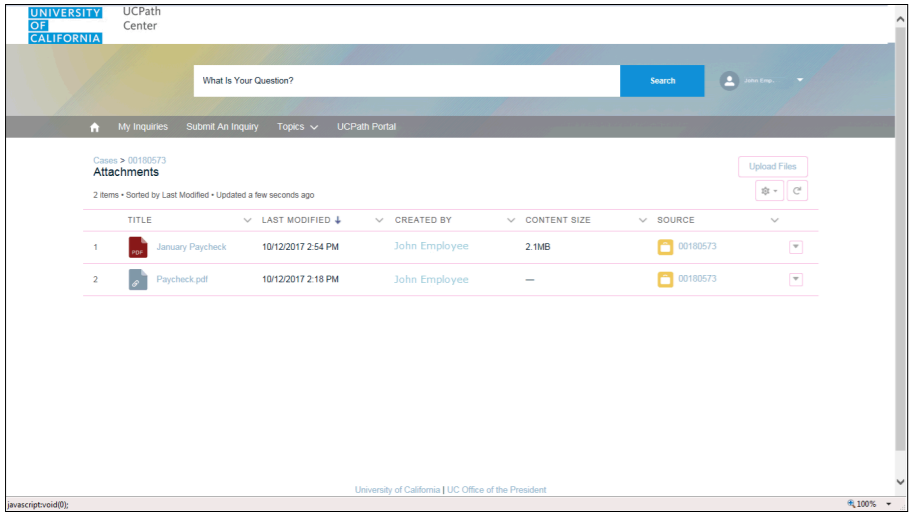 UNIVERSITY
OF
CALIFORNIA
UCPath
Center
What Is Your Question?
Search
John Emp..
My Inquiries Submit An Inquiry Topics UCPath Portal
Cases > 00180573
Attachments
Upload Files
2 items • Sorted by Last Modified • Updated a few seconds ago
TITLE LAST MODIFIED CREATED BY CONTENT SIZE SOURCE
1 PDF January Paycheck 10/12/2017 2:54 PM John Employee 2.1MB 00180573
2 Paycheck.pdf 10/12/2017 2:18 PM John Employee — 00180573
University of California | UC Office of the President
javascript:void(0);
100%